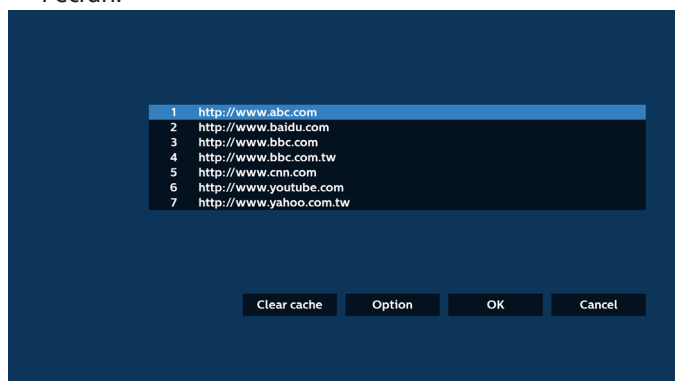 l'écran.
1 http://www.abc.com
2 http://www.baidu.com
3 http://www.bbc.com
4 http://www.bbc.com.tw
5 http://www.cnn.com
6 http://www.youtube.com
7 http://www.yahoo.com.tw
Clear cache Option OK Cancel